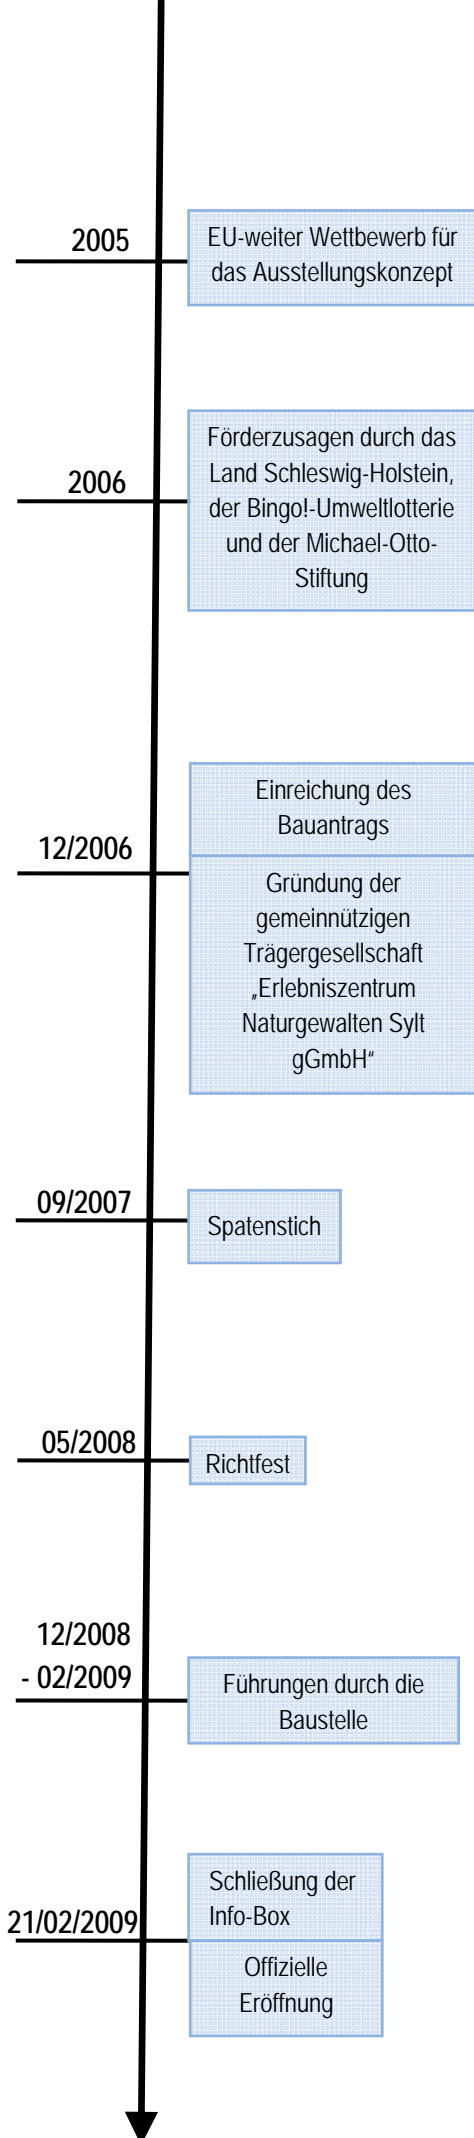 2005
EU-weiter Wettbewerb für
das Ausstellungskonzept
2006
Förderzusagen durch das
Land Schleswig-Holstein,
der Bingo!-Umweltlotterie
und der Michael-Otto-
Stiftung
12/2006
Einreichung des
Bauantrags
Gründung der
gemeinnützigen
Trägergesellschaft
„Erlebniszentrum
Naturgewalten Sylt
gGmbH“
09/2007
Spatenstich
05/2008
Richtfest
12/2008
- 02/2009
Führungen durch die
Baustelle
21/02/2009
Schließung der
Info-Box
Offizielle
Eröffnung